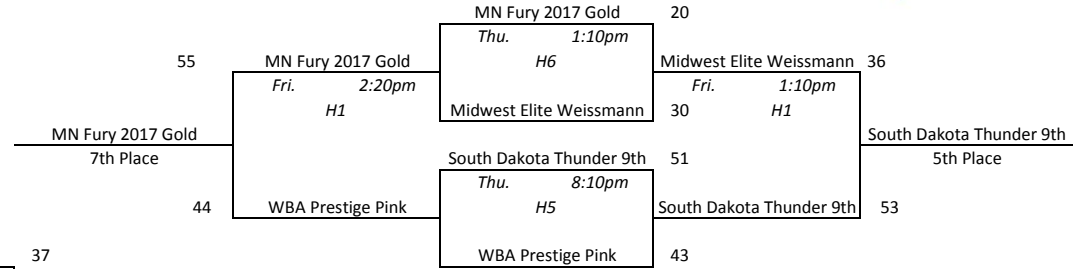 MN Fury 2017 Gold 20
Thu. 1:10pm
55 MN Fury 2017 Gold H6 Midwest Elite Weissmann 36
Fri. 2:20pm Fri. 1:10pm
H1 Midwest Elite Weissmann 30 H1
MN Fury 2017 Gold South Dakota Thunder 9th
7th Place South Dakota Thunder 9th 51 5th Place
Thu. 8:10pm
44 WBA Prestige Pink H5 South Dakota Thunder 9th 53
37 WBA Prestige Pink 43